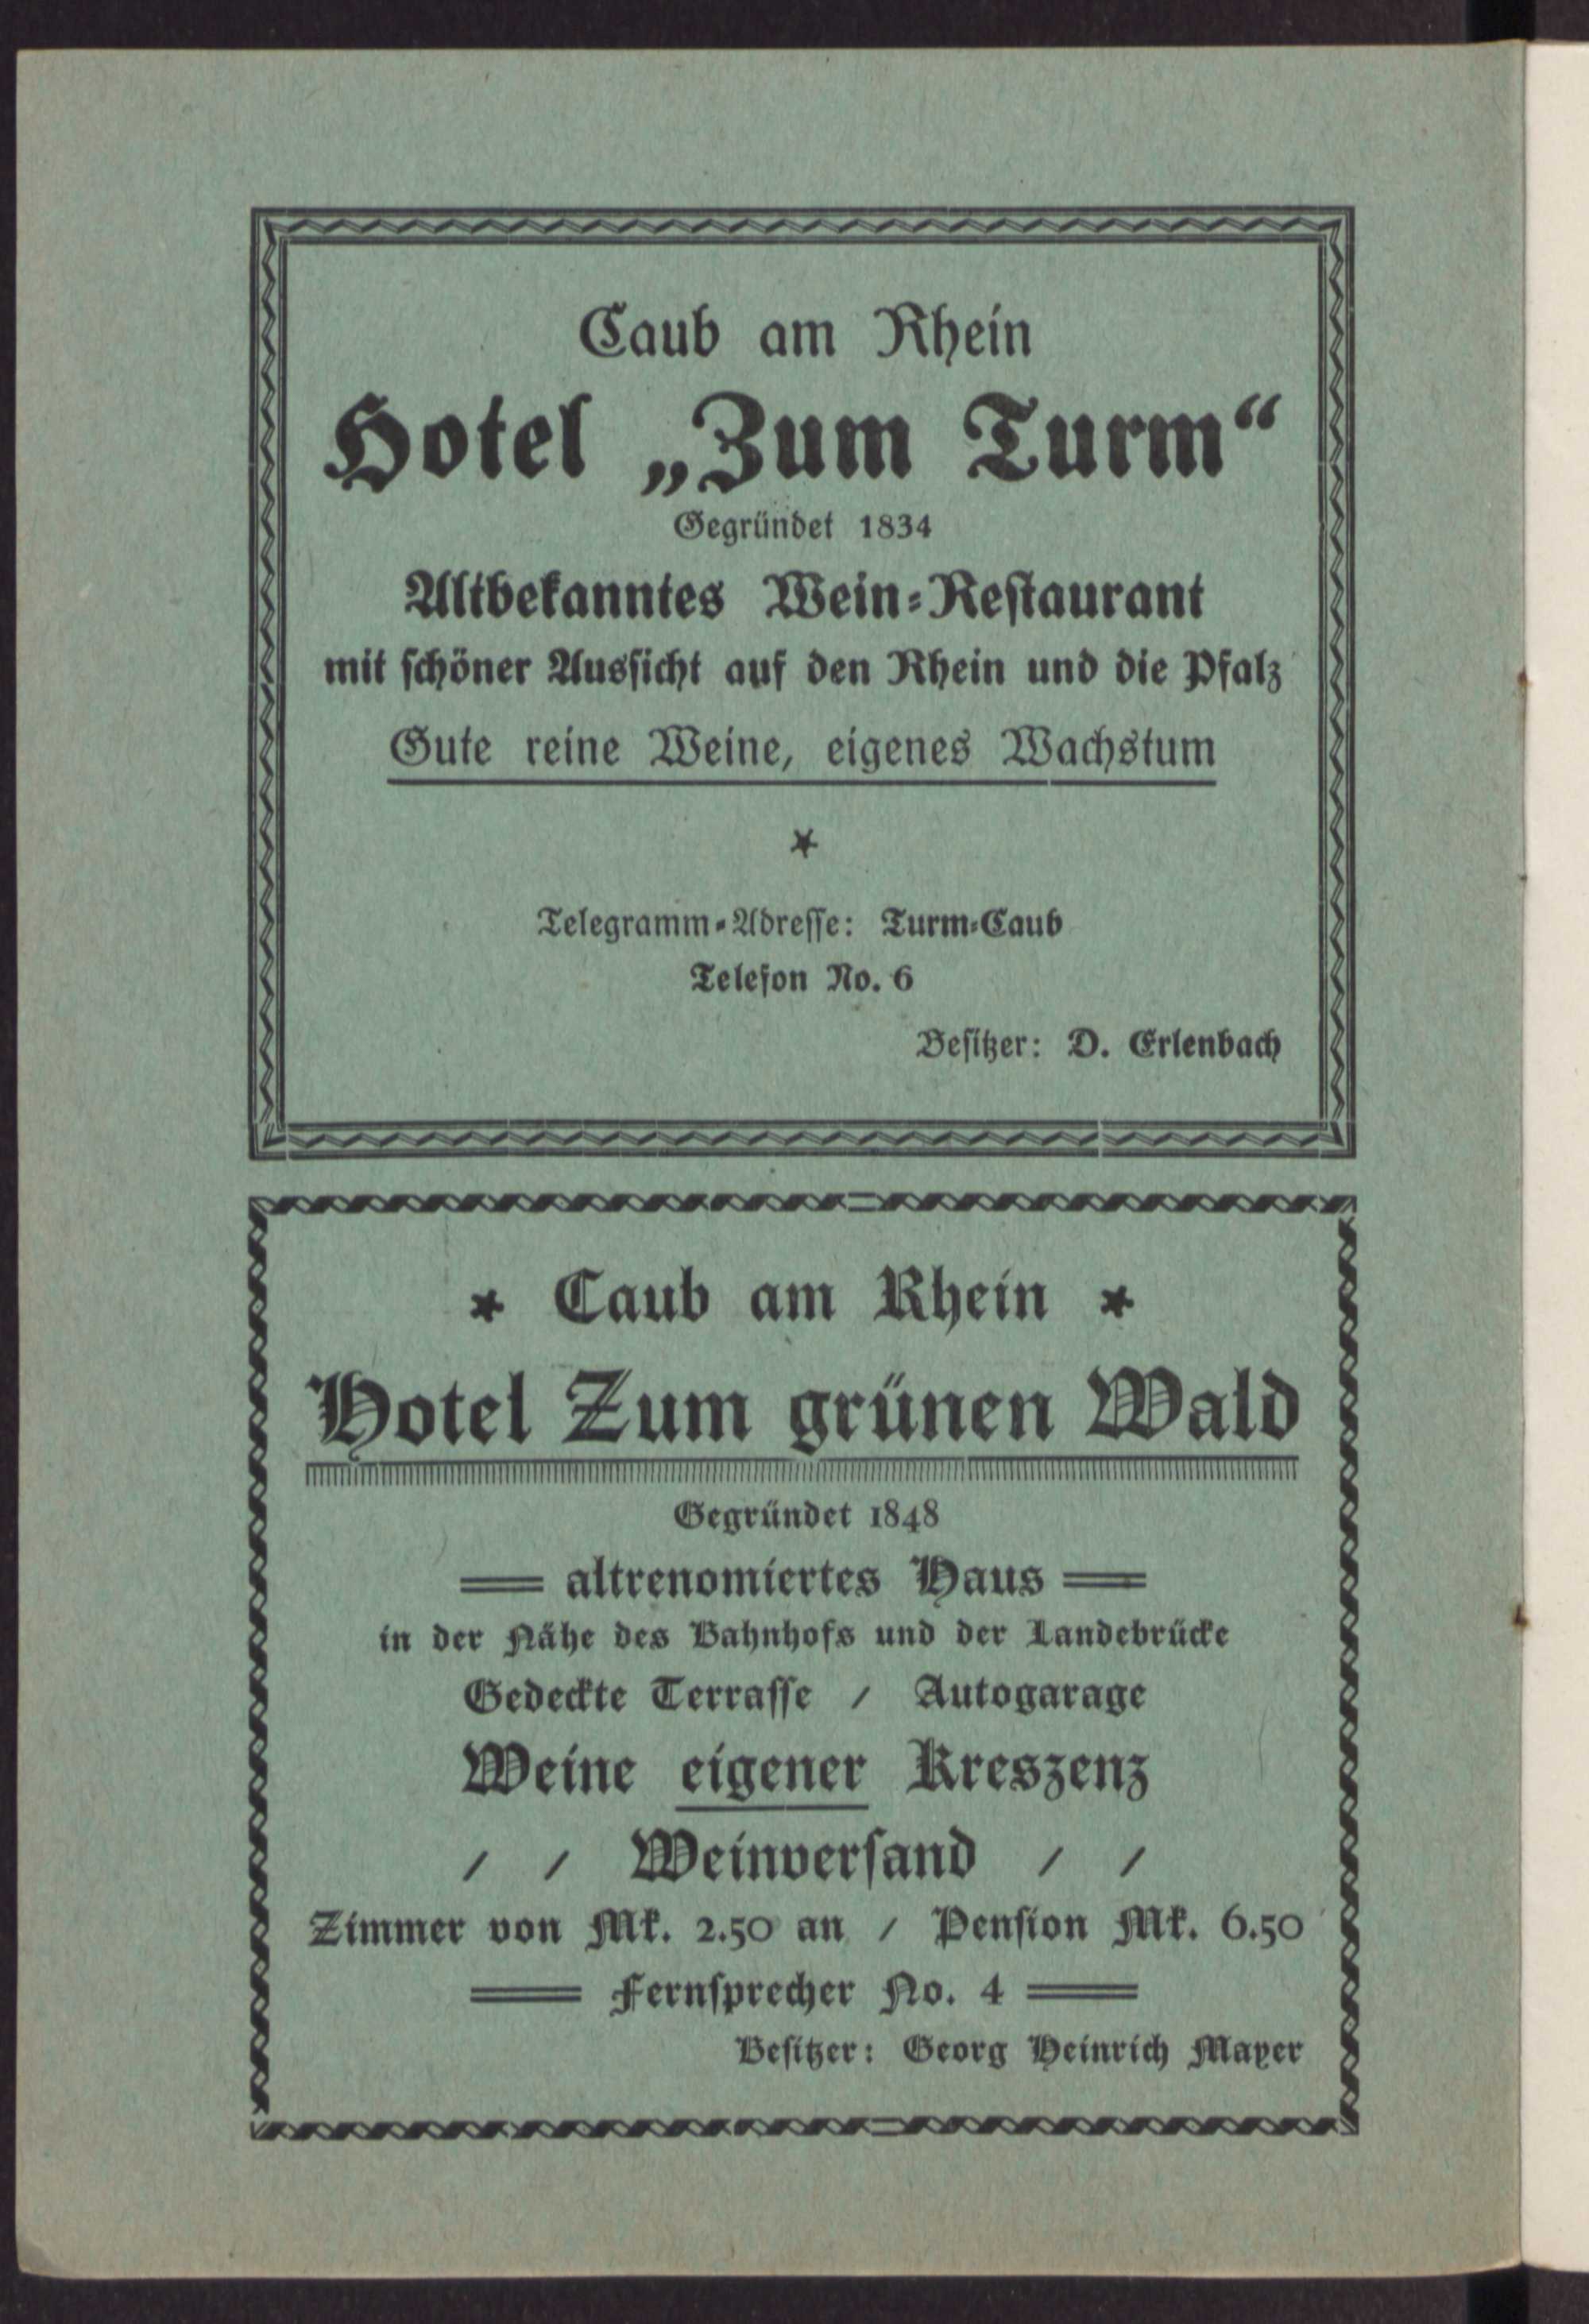 Caub am Rhein
Hotel „Zum Turm“
Gegründet 1834
Altbekanntes Wein-Restaurant
mit schöner Aussicht auf den Rhein und die Pfalz
Gute reine Weine, eigenes Wachstum
*
Telegramm-Adresse: Turm-Caub
Telefon No. 6
Besitzer: D. Erlenbach
* Caub am Rhein *
Hotel Zum grünen Wald
Gegründet 1848
altrenomiertes Haus
in der Nähe des Bahnhofs und der Landebrücke
Gedeckte Terrasse / Autogarage
Weine eigener Kreszenz
/ / Weinversand / /
Zimmer von Mk. 2.50 an / Pension Mk. 6.50
Fernsprecher No. 4
Besitzer: Georg Heinrich Mayer